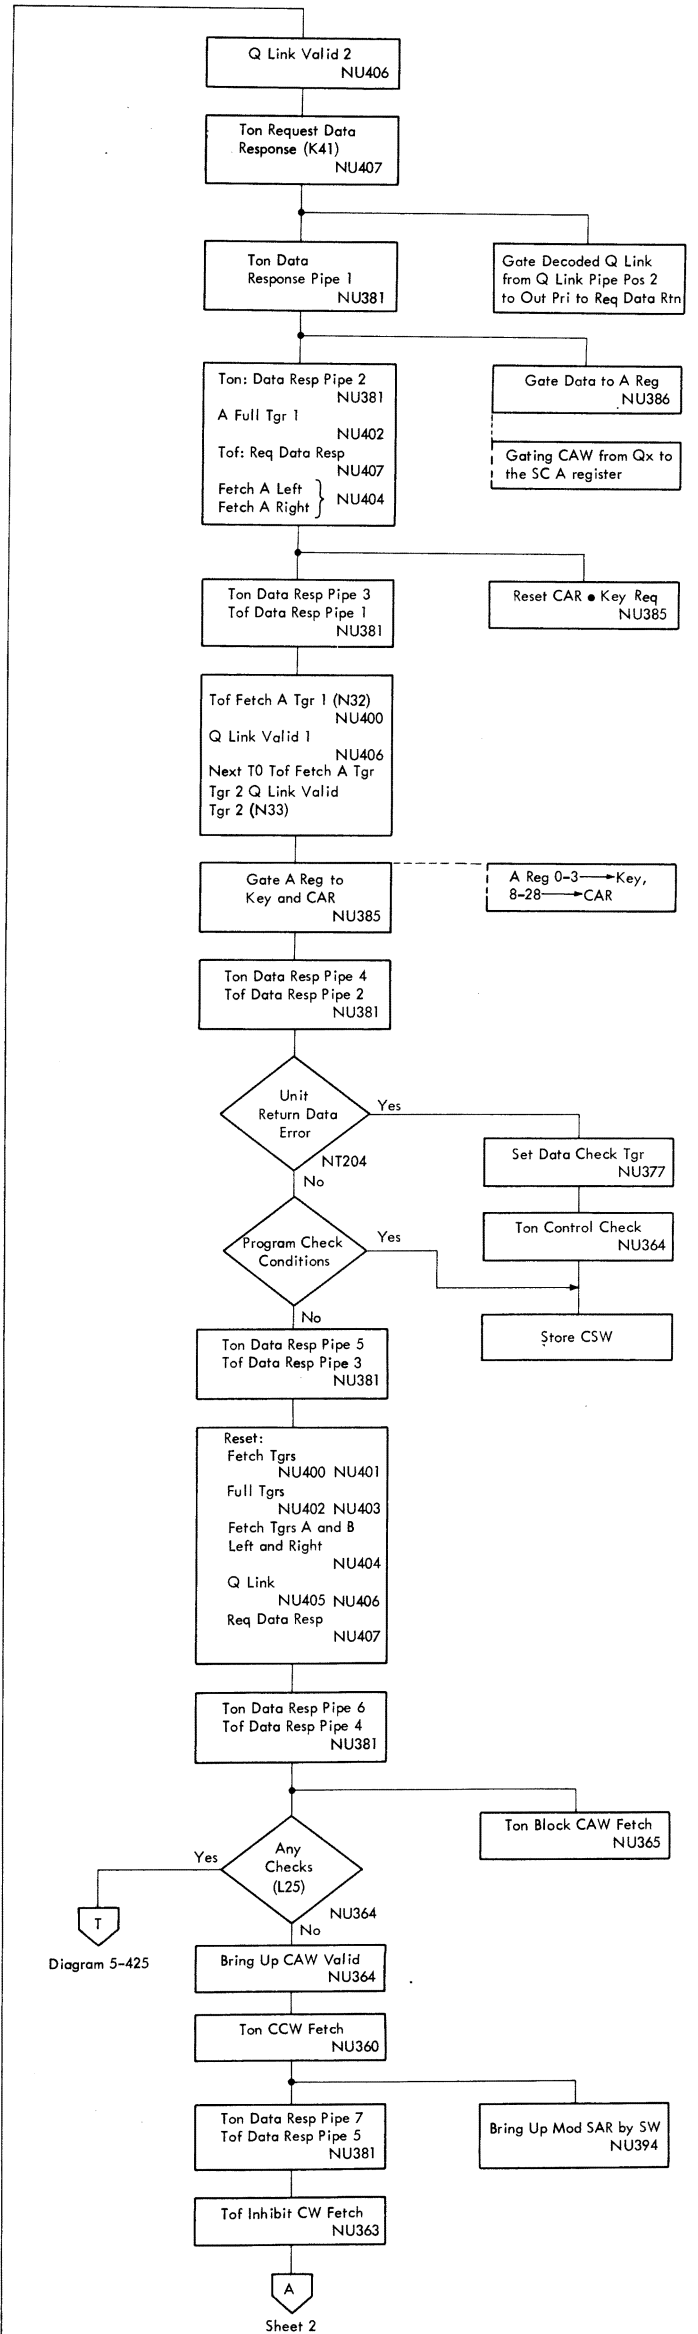 Q Link Valid 2
NU406
Ton Request Data
Response (K41)
NU407
Ton Data
Response Pipe 1
NU381
Gate Decoded Q Link
from Q Link Pipe Pos 2
to Out Pri to Req Data Rtn
Ton: Data Resp Pipe 2
NU381
A Full Tgr 1
NU402
Tof: Req Data Resp
NU407
Fetch A Left
Fetch A Right } NU404
Gate Data to A Reg
NU386
Gating CAW from Qx to
the SC A register
Ton Data Resp Pipe 3
Tof Data Resp Pipe 1
NU381
Reset CAR • Key Req
NU385
Tof Fetch A Tgr 1 (N32)
NU400
Q Link Valid 1
NU406
Next T0 Tof Fetch A Tgr
Tgr 2 Q Link Valid
Tgr 2 (N33)
Gate A Reg to
Key and CAR
NU385
A Reg 0-3→Key,
8-28→CAR
Ton Data Resp Pipe 4
Tof Data Resp Pipe 2
NU381
Unit
Return Data
Error
Yes
NT204
No
Set Data Check Tgr
NU377
Ton Control Check
NU364
Program Check
Conditions
Yes
No
Store CSW
Ton Data Resp Pipe 5
Tof Data Resp Pipe 3
NU381
Reset:
Fetch Tgrs
NU400 NU401
Full Tgrs
NU402 NU403
Fetch Tgrs A and B
Left and Right
NU404
Q Link
NU405 NU406
Req Data Resp
NU407
Ton Data Resp Pipe 6
Tof Data Resp Pipe 4
NU381
Ton Block CAW Fetch
NU365
Yes
Any
Checks
(L25)
NU364
No
T
Diagram 5-425
Bring Up CAW Valid
NU364
Ton CCW Fetch
NU360
Ton Data Resp Pipe 7
Tof Data Resp Pipe 5
NU381
Bring Up Mod SAR by SW
NU394
Tof Inhibit CW Fetch
NU363
A
Sheet 2